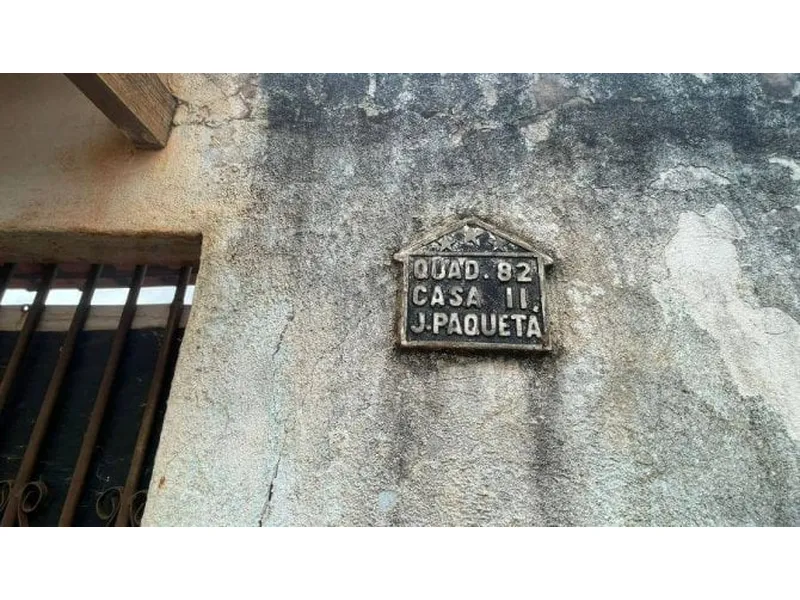 QUAD. 82
CASA 11.
J.PAQUETÁ